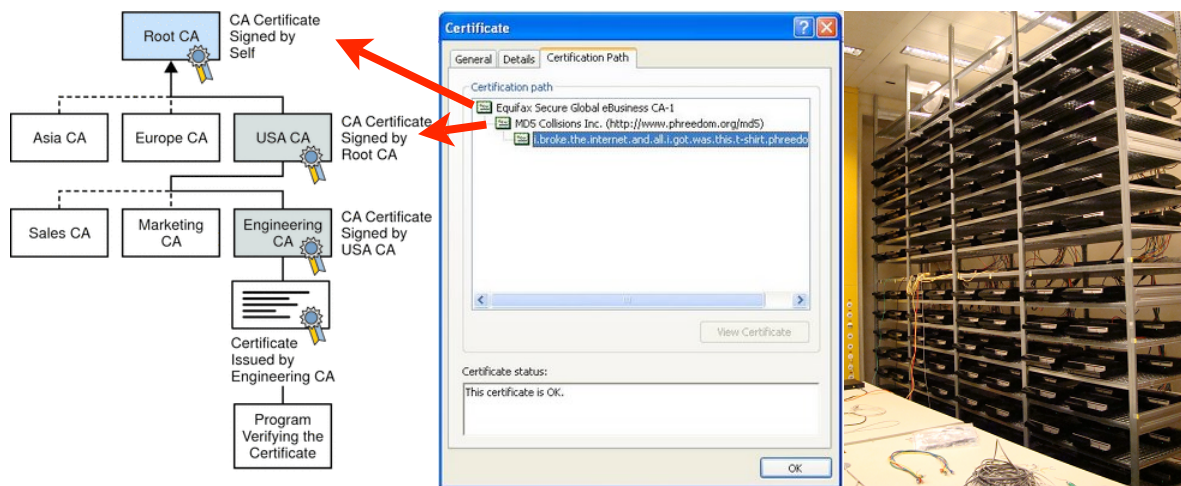 Root CA
CA Certificate
Signed by
Self
Asia CA
Europe CA
USA CA
CA Certificate
Signed by
Root CA
Sales CA
Marketing
CA
Engineering
CA
CA Certificate
Signed by
USA CA
Certificate
Issued by
Engineering CA
Program
Verifying the
Certificate
Certificate
General Details Certification Path
Certification path
Equifax Secure Global eBusiness CA-1
MD5 Collisions Inc. (http://www.phreedom.org/md5)
i.broke.the.internet.and.all.i.got.was.this.t-shirt.phreedo
View Certificate
Certificate status:
This certificate is OK.
OK